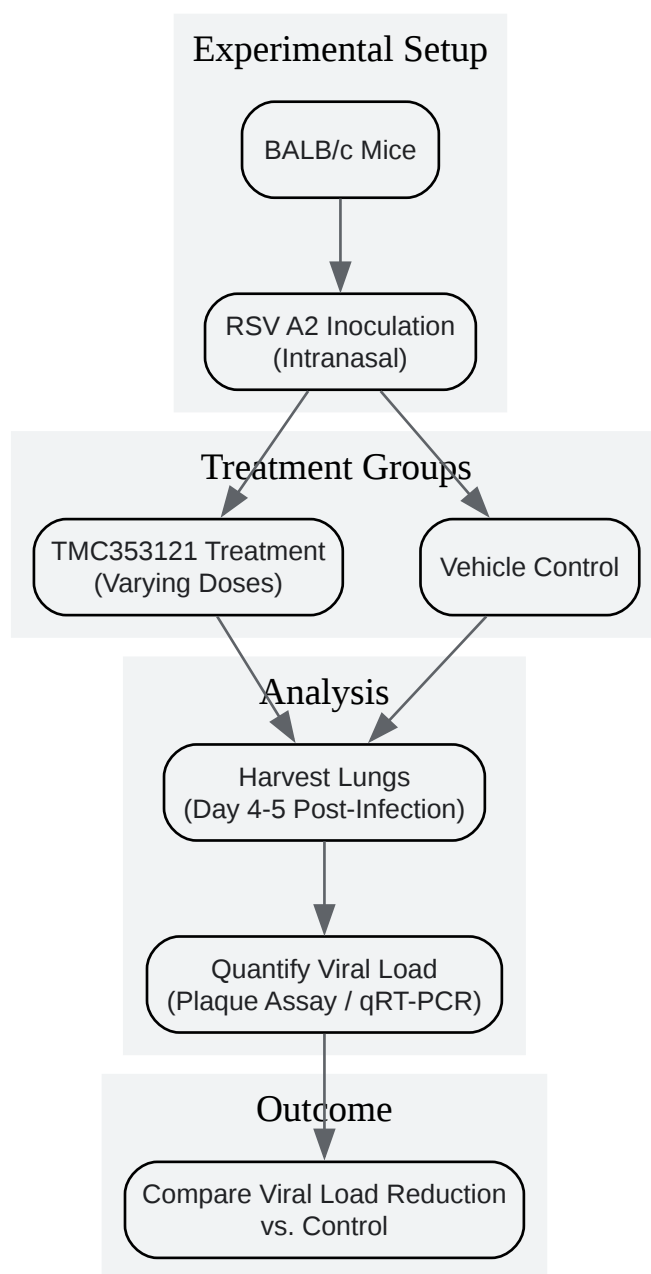 Experimental Setup
BALB/c Mice
RSV A2 Inoculation
(Intranasal)
Treatment Groups
TMC353121 Treatment
(Varying Doses)
Vehicle Control
Analysis
Harvest Lungs
(Day 4-5 Post-Infection)
Quantify Viral Load
(Plaque Assay / qRT-PCR)
Outcome
Compare Viral Load Reduction
vs. Control